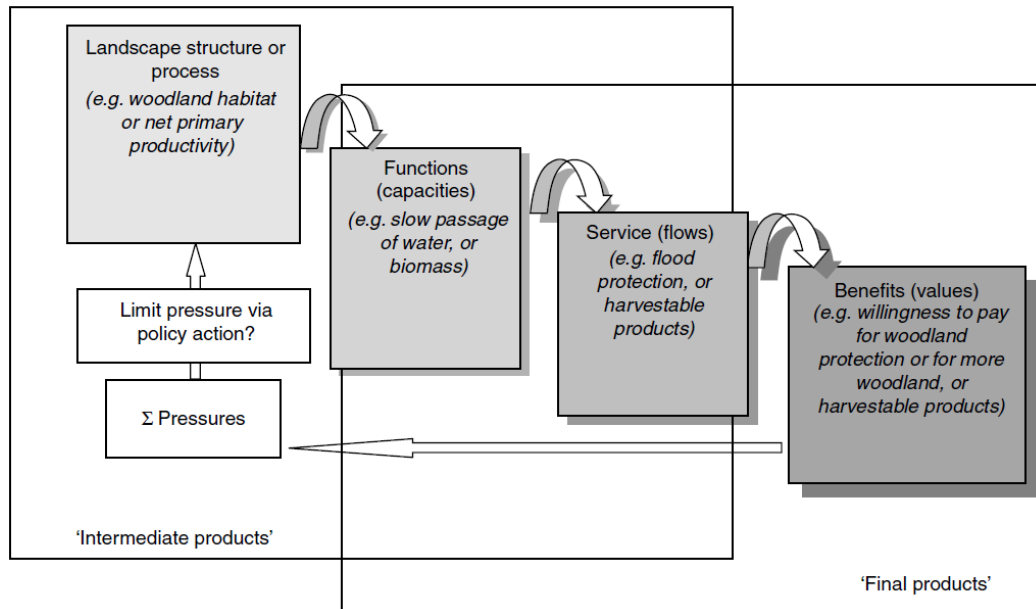 Landscape structure or
process
(e.g. woodland habitat
or net primary
productivity)
Functions
(capacities)
(e.g. slow passage
of water, or
biomass)
Service (flows)
(e.g. flood
protection, or
harvestable
products)
Benefits (values)
(e.g. willingness to pay
for woodland
protection or for more
woodland, or
harvestable products)
Limit pressure via
policy action?
Σ Pressures
‘Intermediate products’
‘Final products’